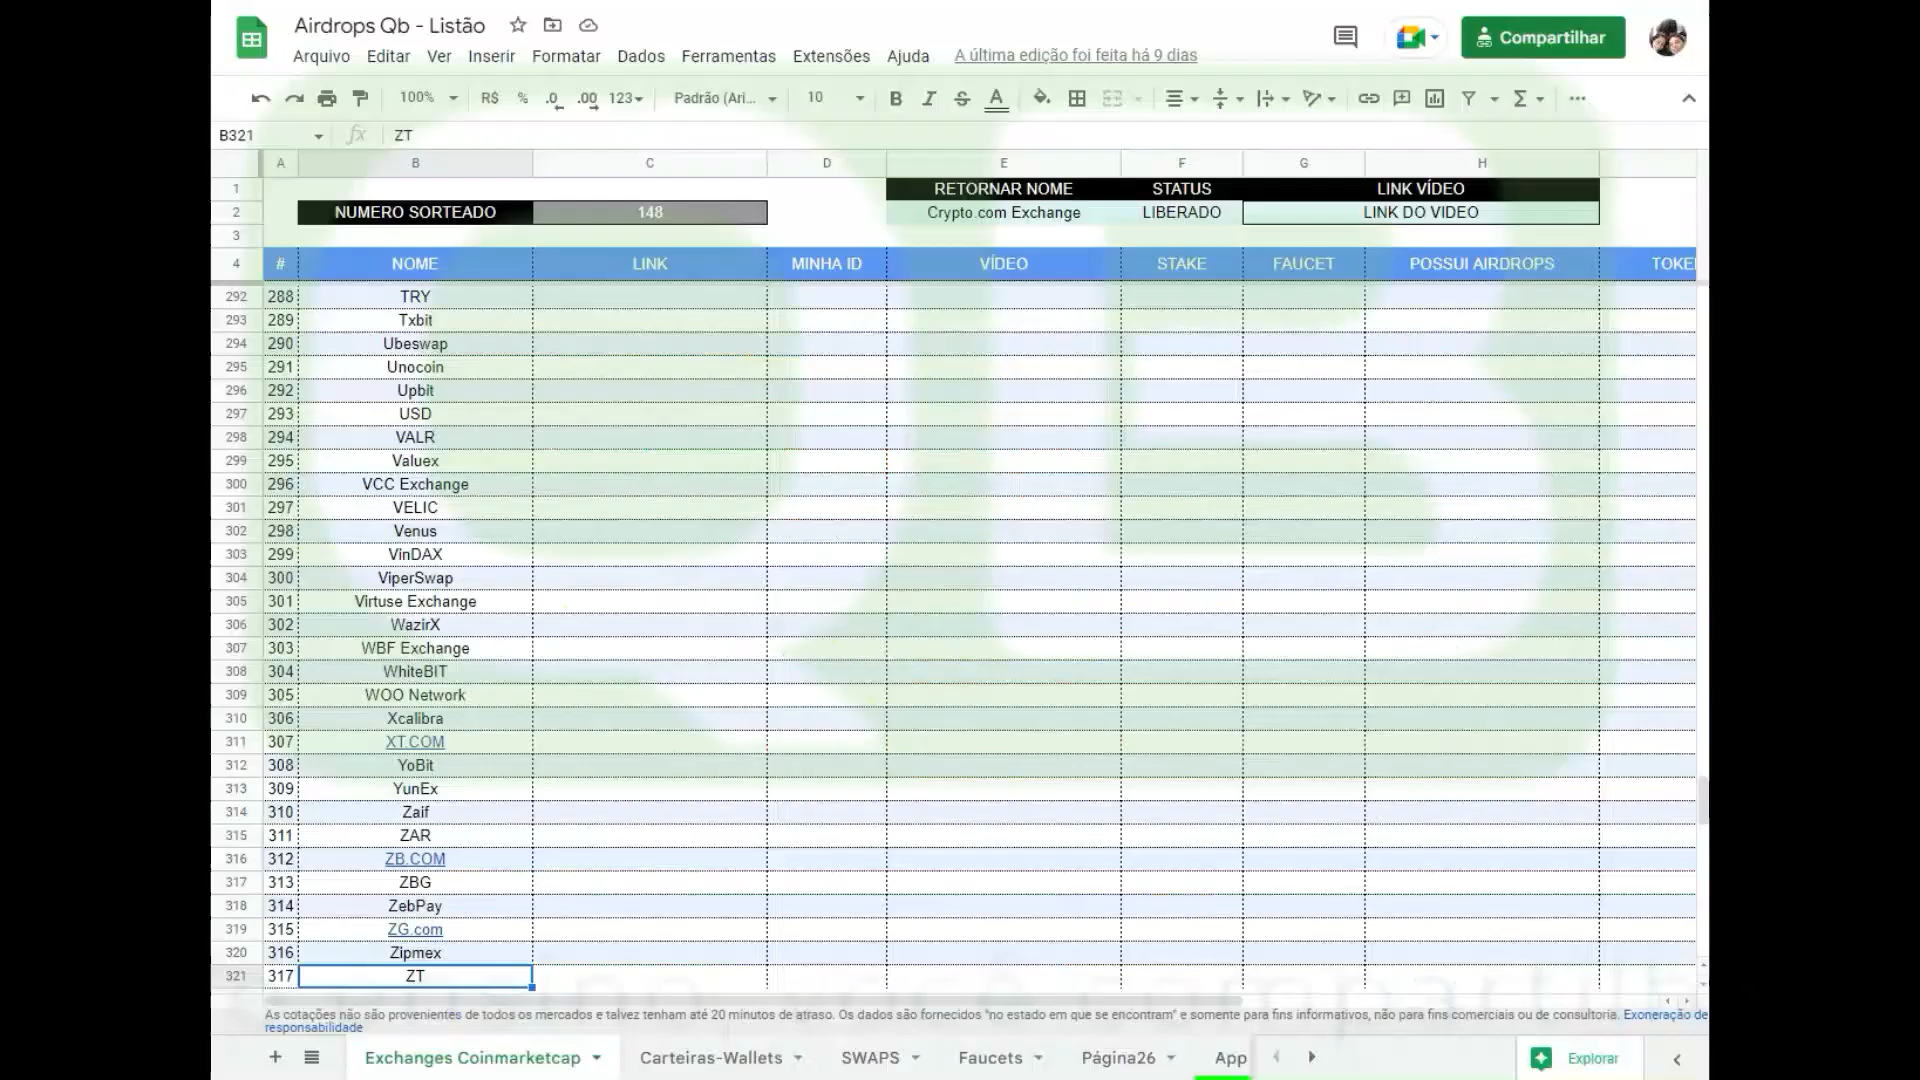 Airdrops Qb - Listão
Arquivo Editar Ver Inserir Formatar Dados Ferramentas Extensões Ajuda A última edição foi feita há 9 dias
Compartilhar
100% R$ % .0 .00 123 Padrão (Ari... 10 B I S A
B321 fx ZT
A B C D E F G H
1 RETORNAR NOME STATUS LINK VÍDEO
2 NUMERO SORTEADO 148 Crypto.com Exchange LIBERADO LINK DO VIDEO
3
4 # NOME LINK MINHA ID VÍDEO STAKE FAUCET POSSUI AIRDROPS TOKE
292 288 TRY
293 289 Txbit
294 290 Ubeswap
295 291 Unocoin
296 292 Upbit
297 293 USD
298 294 VALR
299 295 Valuex
300 296 VCC Exchange
301 297 VELIC
302 298 Venus
303 299 VinDAX
304 300 ViperSwap
305 301 Virtuse Exchange
306 302 WazirX
307 303 WBF Exchange
308 304 WhiteBIT
309 305 WOO Network
310 306 Xcalibra
311 307 XT.COM
312 308 YoBit
313 309 YunEx
314 310 Zaif
315 311 ZAR
316 312 ZB.COM
317 313 ZBG
318 314 ZebPay
319 315 ZG.com
320 316 Zipmex
321 317 ZT
As cotações não são provenientes de todos os mercados e talvez tenham até 20 minutos de atraso. Os dados são fornecidos "no estado em que se encontram" e somente para fins informativos, não para fins comerciais ou de consultoria. Exoneração de
responsabilidade
Exchanges Coinmarketcap Carteiras-Wallets SWAPS Faucets Página26 App Explorar